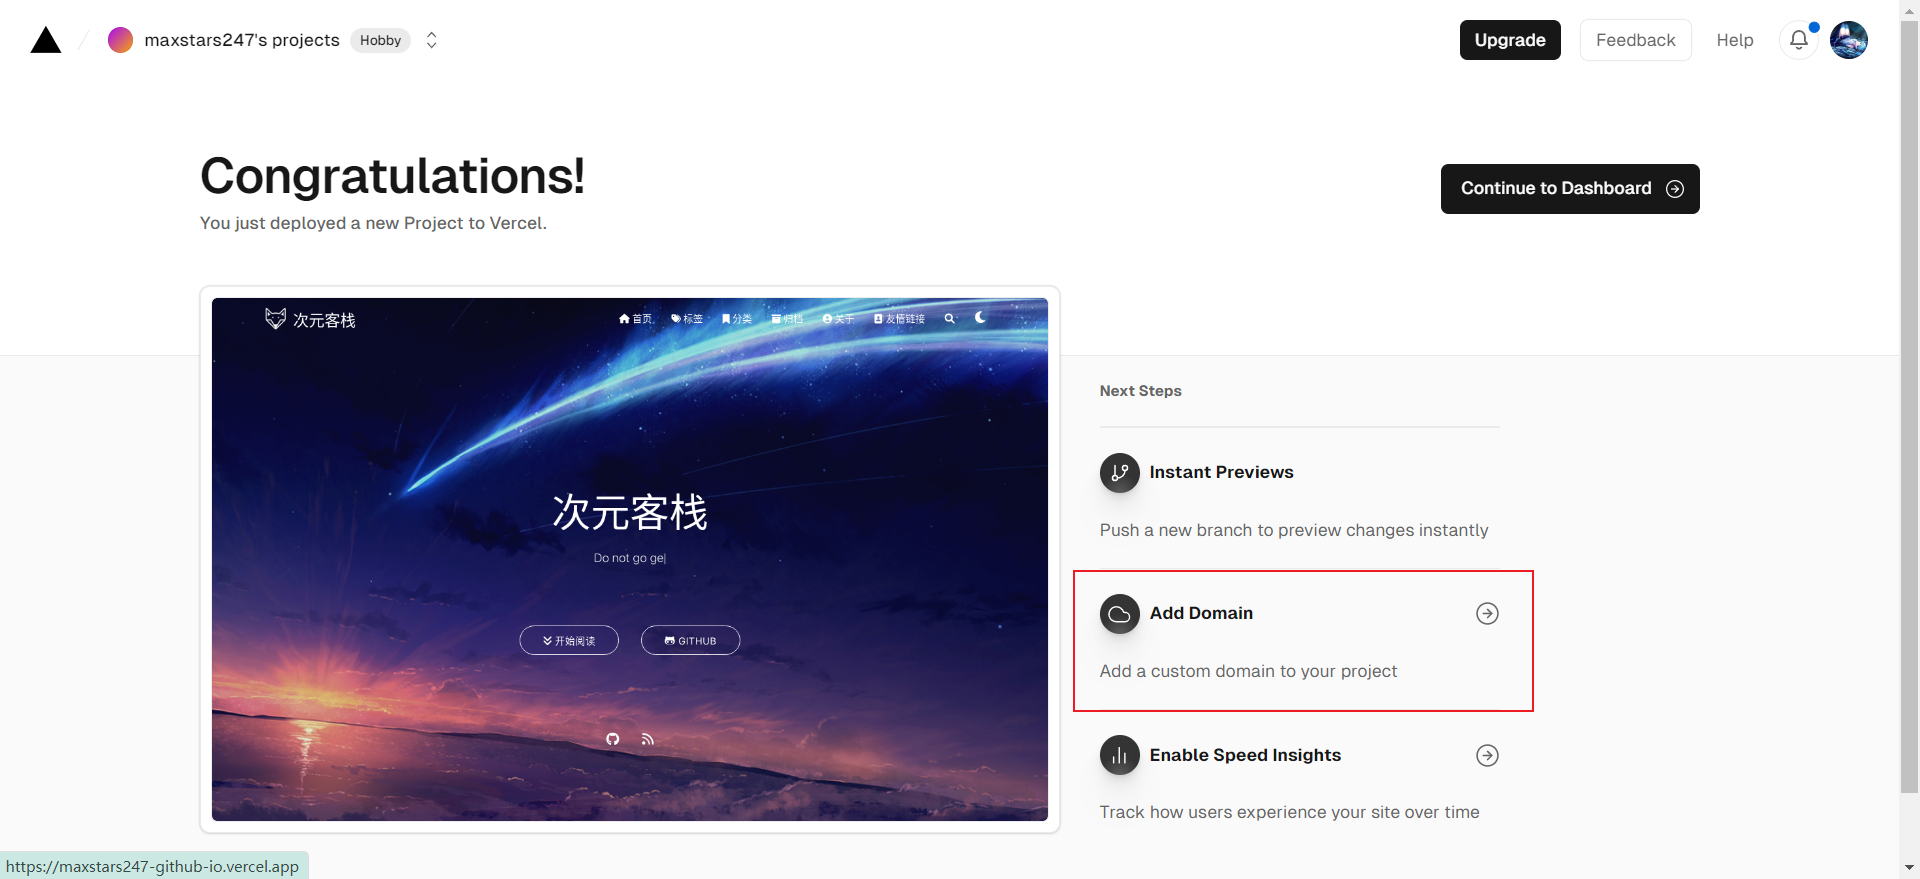 maxstars247's projects Hobby
Upgrade Feedback Help
Congratulations!
You just deployed a new Project to Vercel.
Continue to Dashboard
次元客栈
首页 标签 分类 归档 关于 友情链接
次元客栈
Do not go ge|
开始阅读 GITHUB
Next Steps
Instant Previews
Push a new branch to preview changes instantly
Add Domain
Add a custom domain to your project
Enable Speed Insights
Track how users experience your site over time
https://maxstars247-github-io.vercel.app